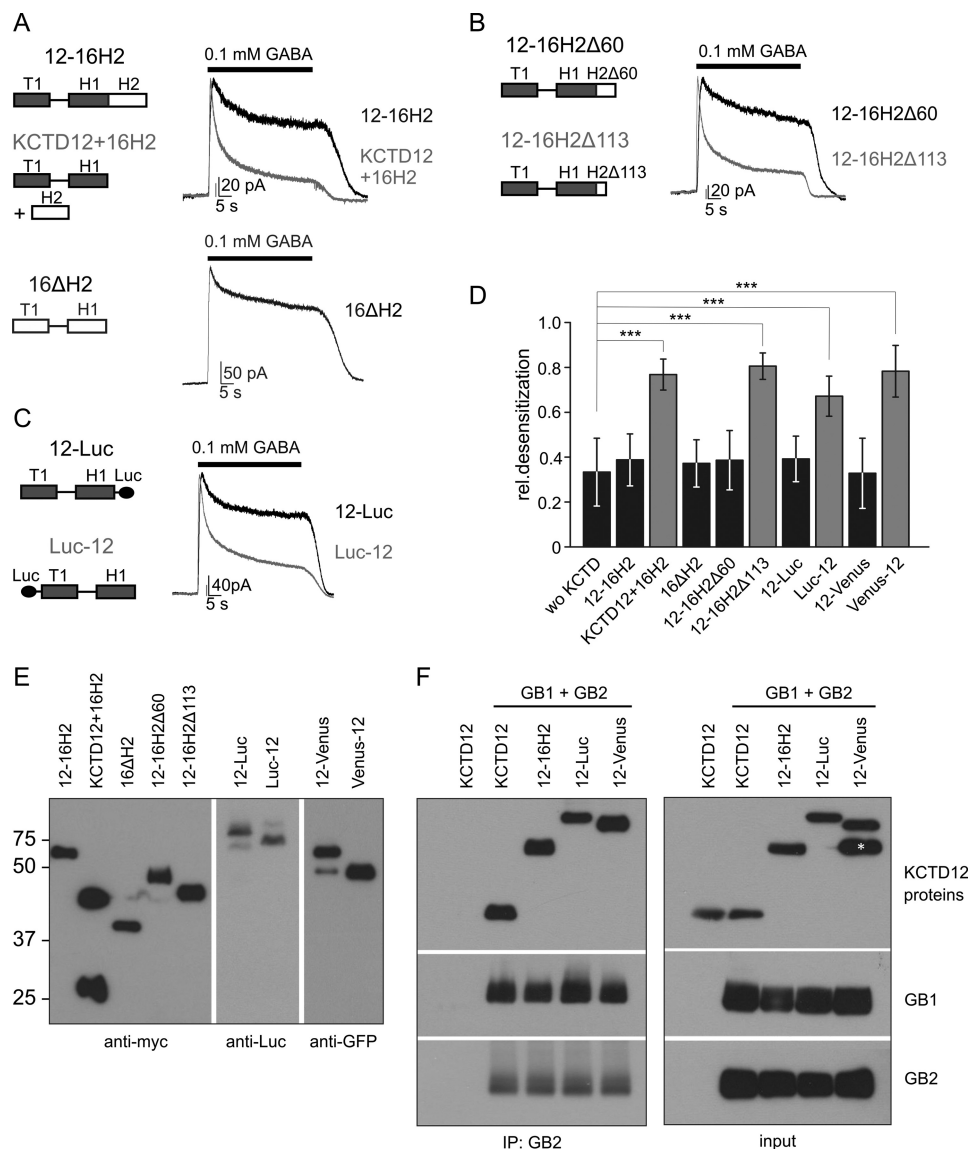 A
12-16H2
T1 H1 H2
KCTD12+16H2
T1 H1
H2
+
0.1 mM GABA
12-16H2
KCTD12
+16H2
20 pA
5 s
16ΔH2
T1 H1
0.1 mM GABA
16ΔH2
50 pA
5 s
B
12-16H2Δ60
T1 H1 H2Δ60
12-16H2Δ113
T1 H1 H2Δ113
0.1 mM GABA
12-16H2Δ60
12-16H2Δ113
20 pA
5 s
C
12-Luc
T1 H1 Luc
Luc-12
Luc T1 H1
0.1 mM GABA
12-Luc
Luc-12
40pA
5 s
D
***
***
***
***
rel.desensitization
1.0
0.8
0.6
0.4
0.2
0
wo KCTD
12-16H2
KCTD12+16H2
16ΔH2
12-16H2Δ60
12-16H2Δ113
12-Luc
Luc-12
12-Venus
Venus-12
E
12-16H2
KCTD12+16H2
16ΔH2
12-16H2Δ60
12-16H2Δ113
12-Luc
Luc-12
12-Venus
Venus-12
75
50
37
25
anti-myc
anti-Luc
anti-GFP
F
GB1 + GB2
KCTD12
KCTD12
12-16H2
12-Luc
12-Venus
IP: GB2
GB1 + GB2
KCTD12
KCTD12
12-16H2
12-Luc
12-Venus
*
KCTD12
proteins
GB1
GB2
input